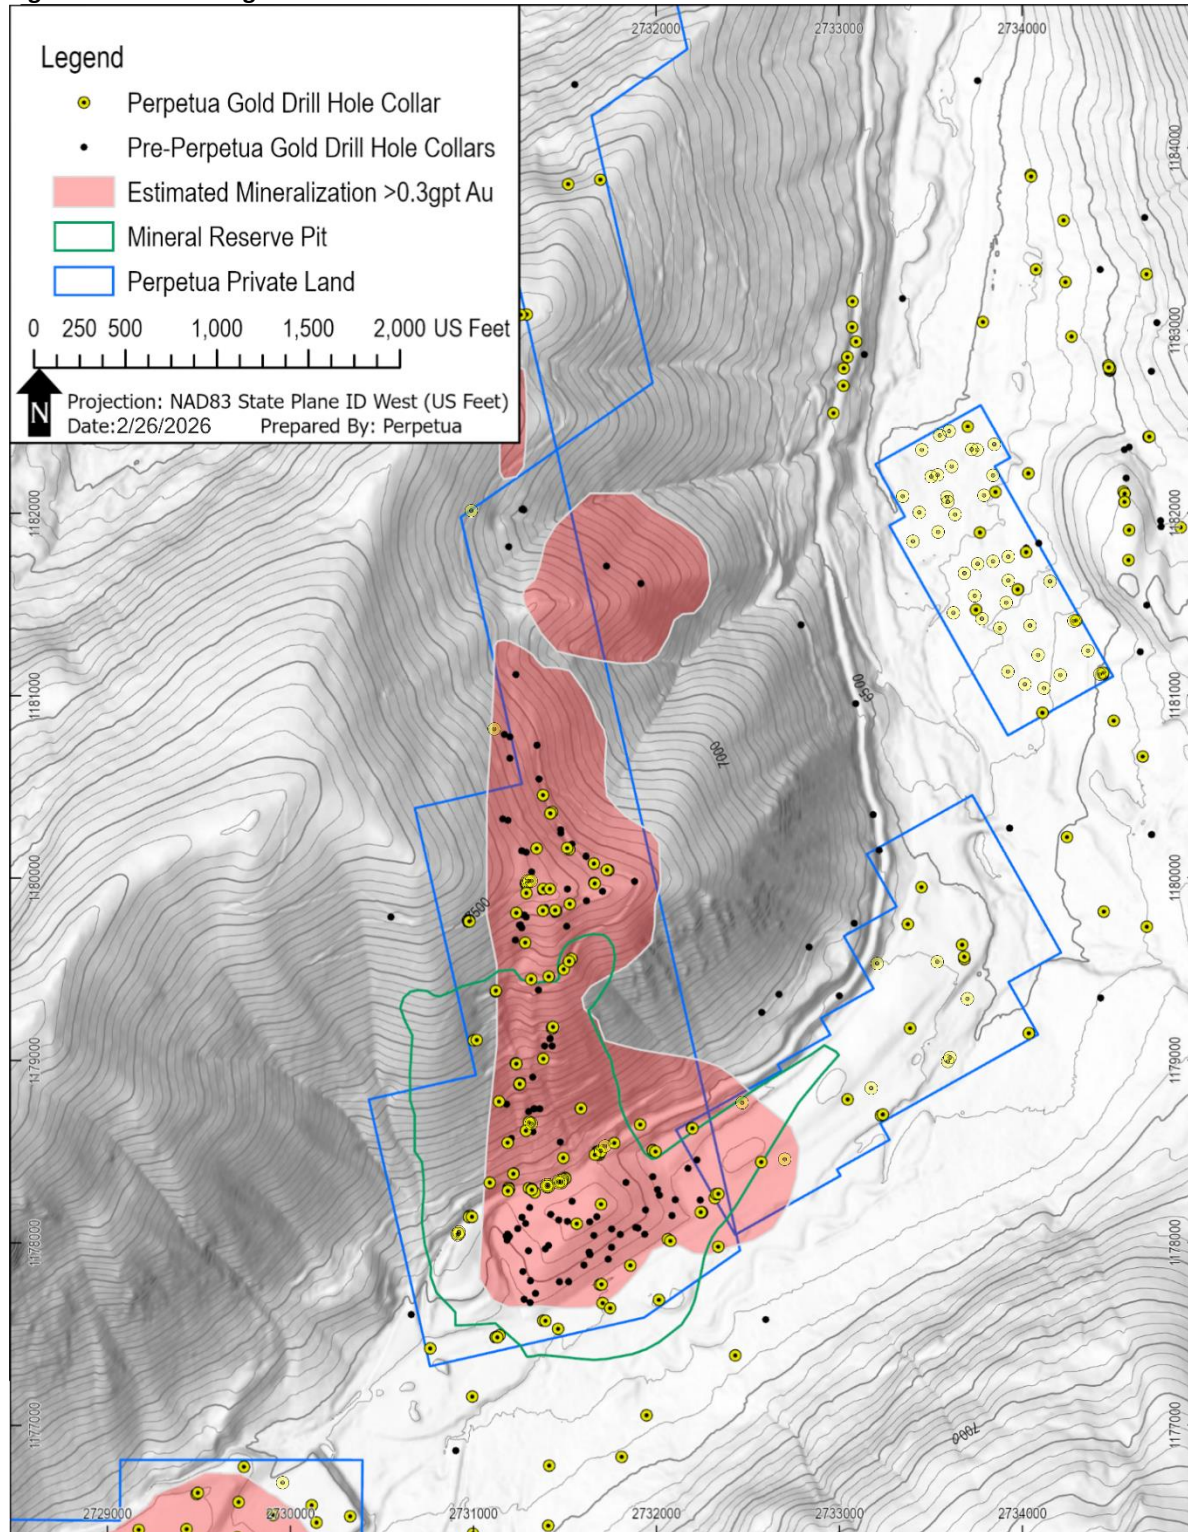 2732000
2733000
2734000
Legend
Perpetua Gold Drill Hole Collar
Pre-Perpetua Gold Drill Hole Collars
Estimated Mineralization >0.3gpt Au
Mineral Reserve Pit
Perpetua Private Land
0 250 500 1,000 1,500 2,000 US Feet
N
Projection: NAD83 State Plane ID West (US Feet)
Date:2/26/2026 Prepared By: Perpetua
1184000
1183000
1182000
1182000
1181000
1181000
6500
7000
1180000
1180000
1179000
1179000
1178000
1178000
1177000
1177000
7000
2729000
2730000
2731000
2732000
2733000
2734000